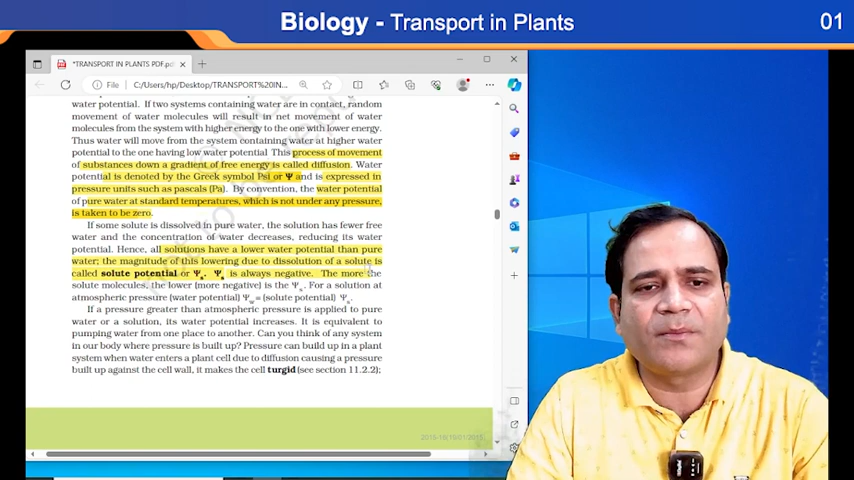 Biology - Transport in Plants
01
*TRANSPORT IN PLANTS PDF.pd
File
C:/Users/hp/Desktop/TRANSPORT%20IN...
water potential. If two systems containing water are in contact, random
movement of water molecules will result in net movement of water
molecules from the system with higher energy to the one with lower energy.
Thus water will move from the system containing water at higher water
potential to the one having low water potential This process of movement
of substances down a gradient of free energy is called diffusion. Water
potential is denoted by the Greek symbol Psi or Ψ and is expressed in
pressure units such as pascals (Pa). By convention, the water potential
of pure water at standard temperatures, which is not under any pressure,
is taken to be zero.
If some solute is dissolved in pure water, the solution has fewer free
water and the concentration of water decreases, reducing its water
potential. Hence, all solutions have a lower water potential than pure
water; the magnitude of this lowering due to dissolution of a solute is
called solute potential or Ψs. Ψs is always negative. The more the
solute molecules, the lower (more negative) is the Ψs. For a solution at
atmospheric pressure (water potential) Ψw = (solute potential) Ψs.
If a pressure greater than atmospheric pressure is applied to pure
water or a solution, its water potential increases. It is equivalent to
pumping water from one place to another. Can you think of any system
in our body where pressure is built up? Pressure can build up in a plant
system when water enters a plant cell due to diffusion causing a pressure
built up against the cell wall, it makes the cell turgid (see section 11.2.2);